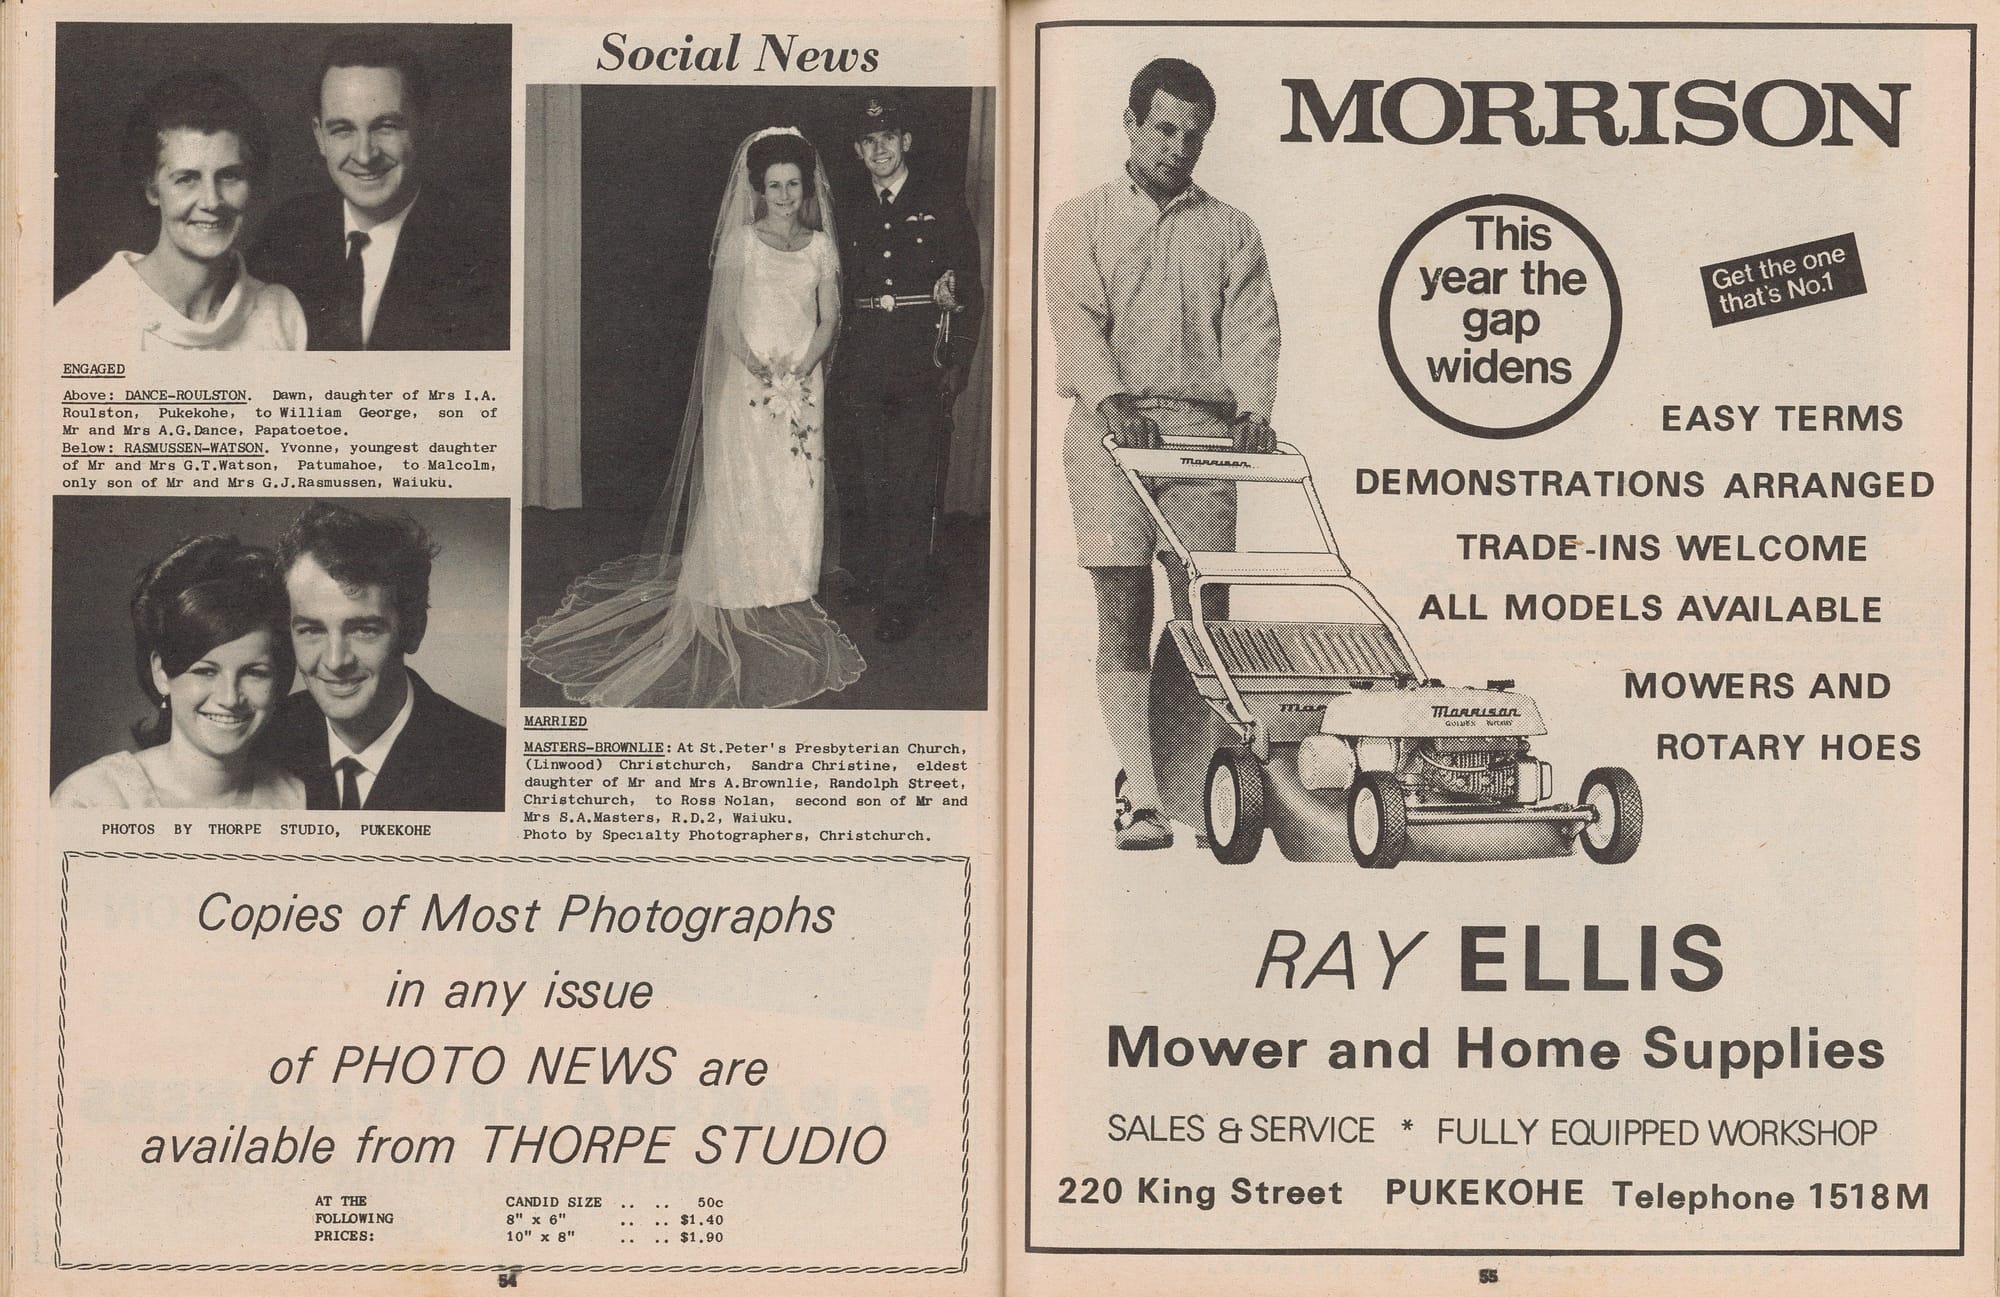 Social News
ENGAGED
Above: DANCE-ROULSTON. Dawn, daughter of Mrs I.A.
Roulston, Pukekohe, to William George, son of
Mr and Mrs A.G.Dance, Papatoetoe.
Below: RASMUSSEN-WATSON. Yvonne, youngest daughter
of Mr and Mrs G.T.Watson, Patumahoe, to Malcolm,
only son of Mr and Mrs G.J.Rasmussen, Waiuku.
PHOTOS BY THORPE STUDIO, PUKEKOHE
MARRIED
MASTERS-BROWNLIE: At St.Peter's Presbyterian Church,
(Linwood) Christchurch, Sandra Christine, eldest
daughter of Mr and Mrs A.Brownlie, Randolph Street,
Christchurch, to Ross Nolan, second son of Mr and
Mrs S.A.Masters, R.D.2, Waiuku.
Photo by Specialty Photographers, Christchurch.
Copies of Most Photographs
in any issue
of PHOTO NEWS are
available from THORPE STUDIO
AT THE
FOLLOWING
PRICES:
CANDID SIZE .. .. 50c
8" x 6" .. .. $1.40
10" x 8" .. .. $1.90
54
MORRISON
This
year the
gap
widens
Get the one
that's No.1
EASY TERMS
DEMONSTRATIONS ARRANGED
TRADE-INS WELCOME
ALL MODELS AVAILABLE
MOWERS AND
ROTARY HOES
Morrison
Morrison
RAY ELLIS
Mower and Home Supplies
SALES & SERVICE * FULLY EQUIPPED WORKSHOP
220 King Street PUKEKOHE Telephone 1518M
55